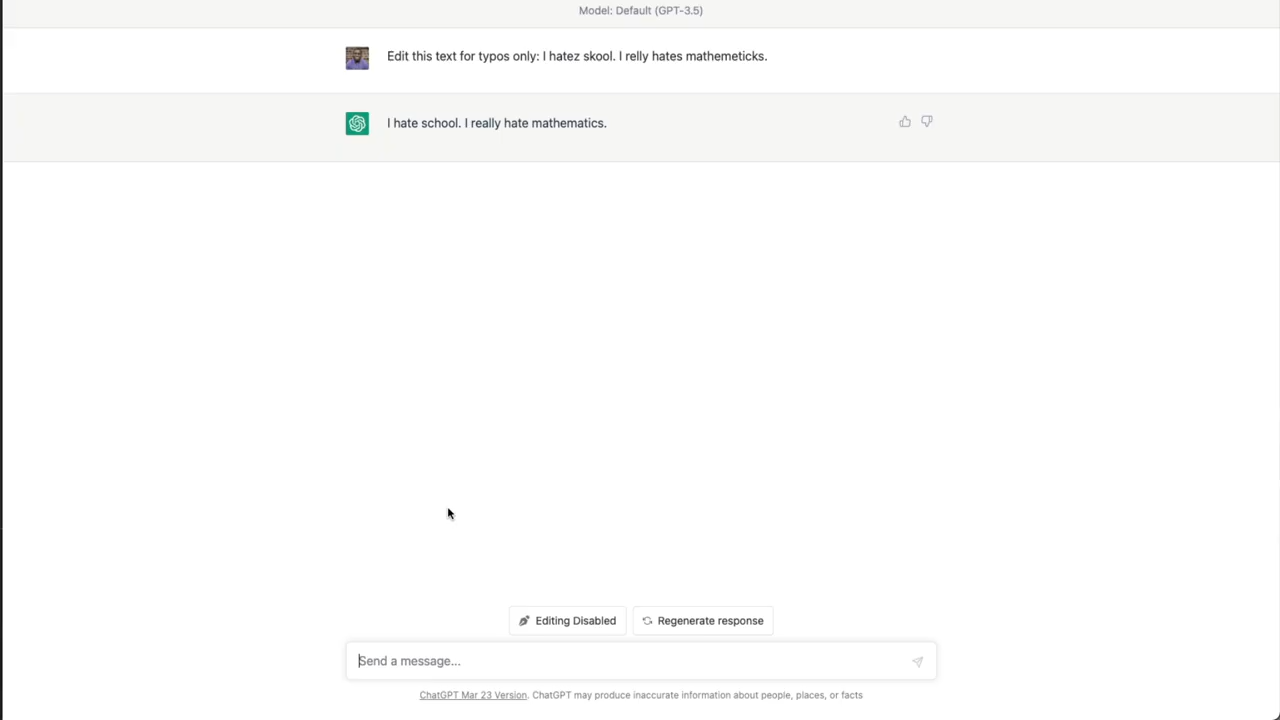 Model: Default (GPT-3.5)
Edit this text for typos only: I hatez skool. I relly hates mathemeticks.
I hate school. I really hate mathematics.
Editing Disabled
Regenerate response
Send a message...
ChatGPT Mar 23 Version. ChatGPT may produce inaccurate information about people, places, or facts